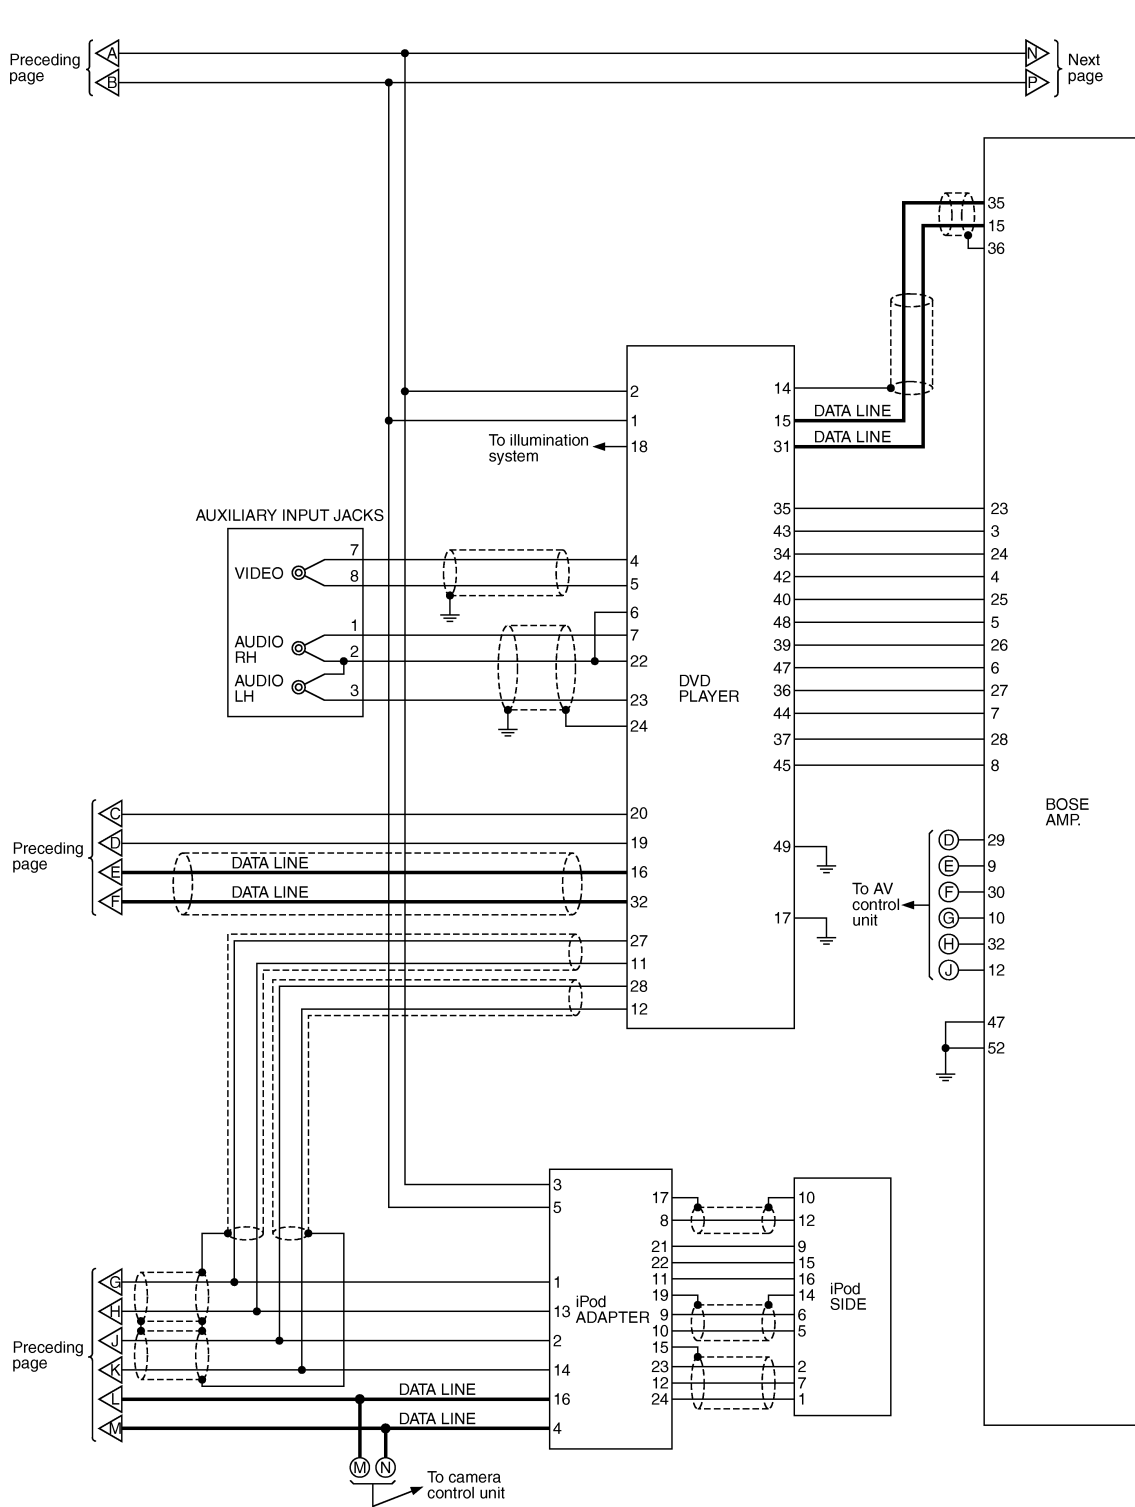 A
N
Preceding
page
Next
page
B
P
35
15
36
2
14
1
15
DATA LINE
To illumination
system
18
31
DATA LINE
AUXILIARY INPUT JACKS
35
23
43
3
7
4
34
24
VIDEO
8
5
42
4
40
25
6
48
5
1
7
AUDIO
RH
2
22
39
26
47
6
AUDIO
LH
3
23
DVD
PLAYER
36
27
24
44
7
37
28
45
8
BOSE
AMP.
C
20
D
19
Preceding
page
E
DATA LINE
16
F
DATA LINE
32
49
17
To AV
control
unit
D
29
E
9
F
30
G
10
H
32
J
12
27
11
28
12
47
52
3
17
10
5
8
12
21
9
22
15
11
16
G
1
19
14
H
13
iPod
ADAPTER
9
6
iPod
SIDE
10
5
Preceding
page
J
2
15
K
14
23
2
12
7
L
DATA LINE
16
24
1
M
DATA LINE
4
M
N
To camera
control unit